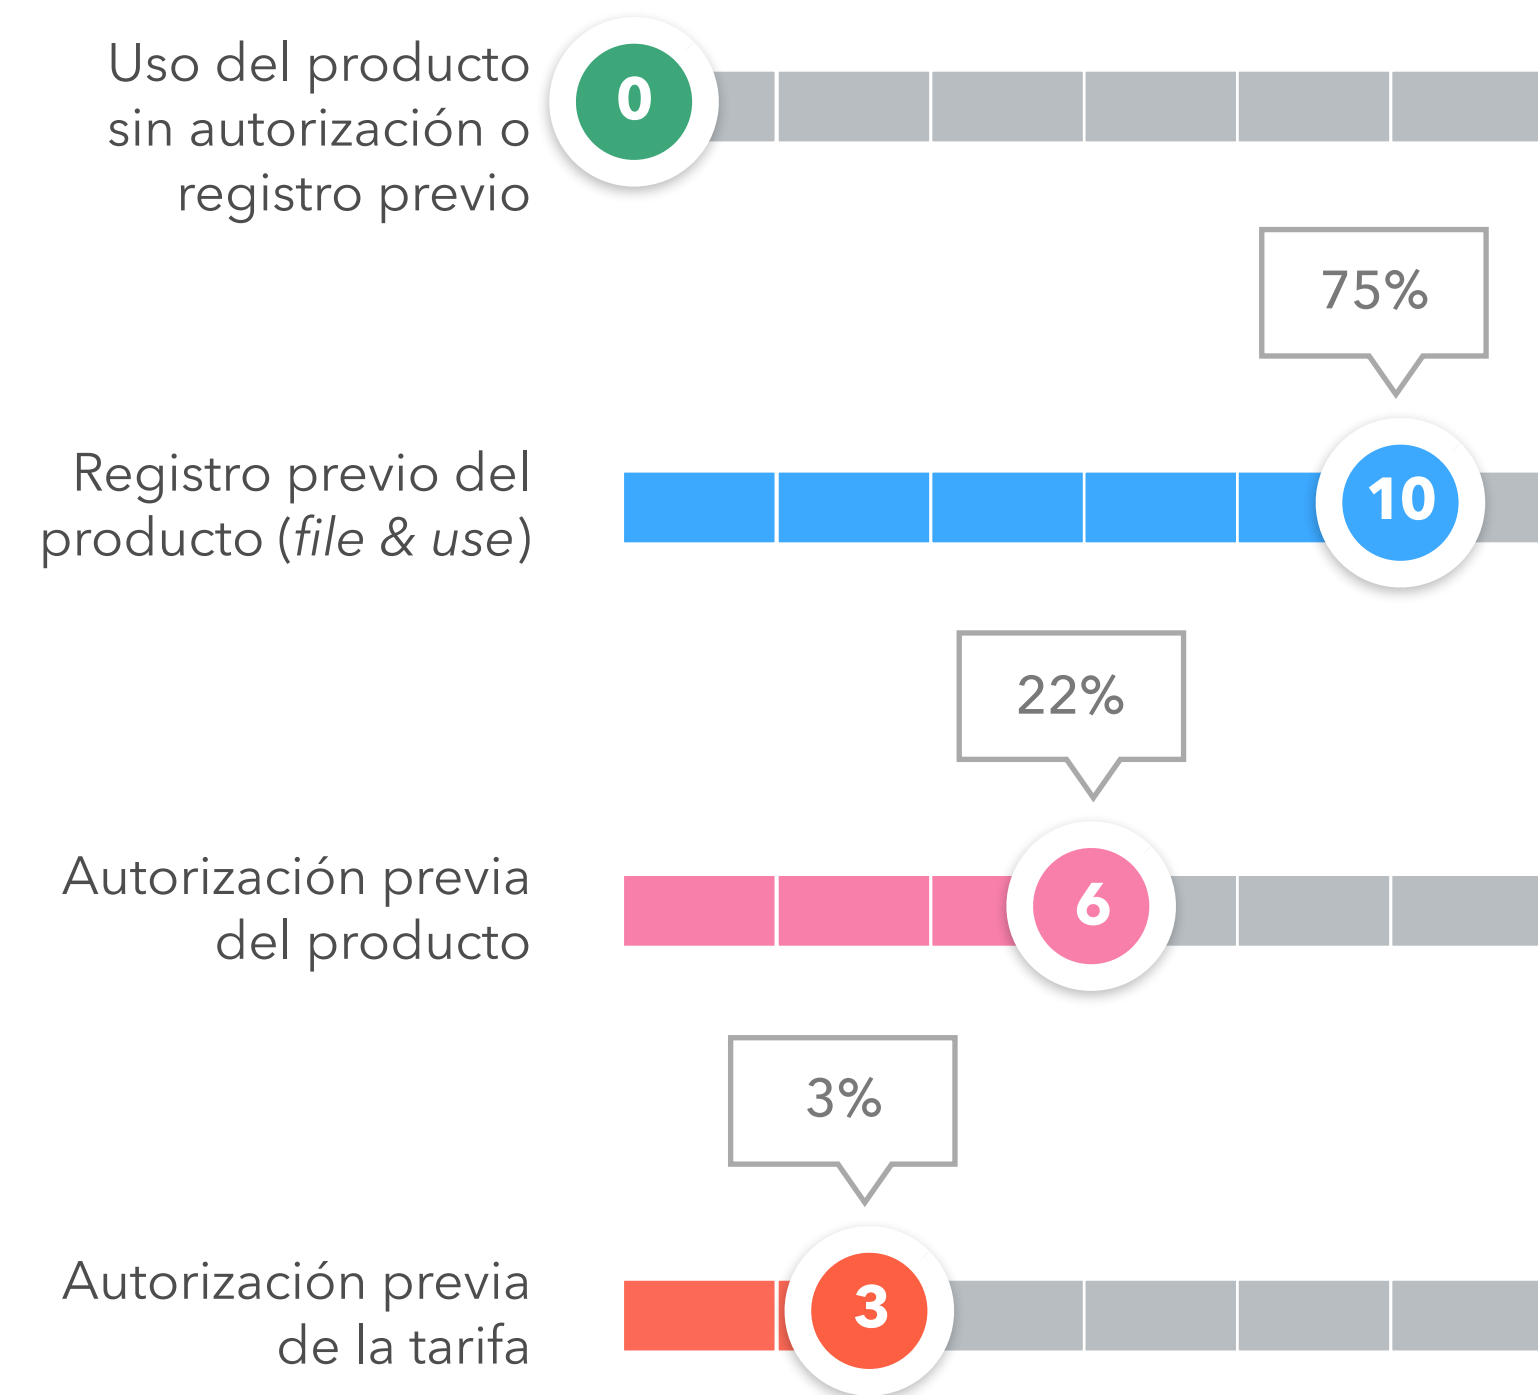 Uso del producto
sin autorización o
registro previo
0
75%
Registro previo del
producto (file & use)
10
22%
Autorización previa
del producto
6
3%
Autorización previa
de la tarifa
3